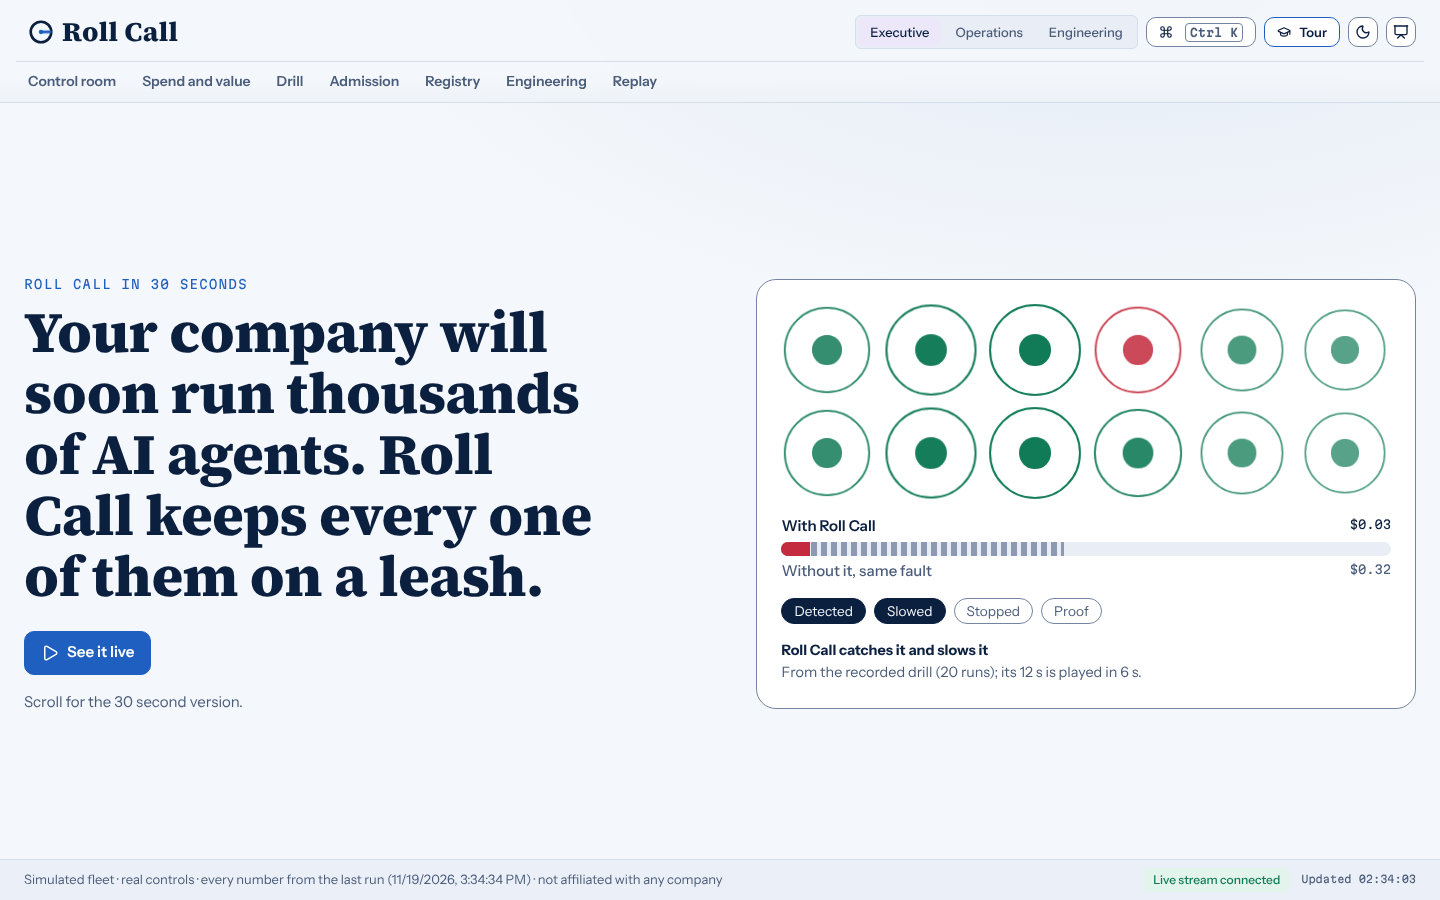 Roll Call
Executive
Operations
Engineering
⌘ Ctrl K
Tour
Control room
Spend and value
Drill
Admission
Registry
Engineering
Replay
ROLL CALL IN 30 SECONDS
Your company will
soon run thousands
of AI agents. Roll
Call keeps every one
of them on a leash.
See it live
Scroll for the 30 second version.
With Roll Call $0.03
Without it, same fault $0.32
Detected
Slowed
Stopped
Proof
Roll Call catches it and slows it
From the recorded drill (20 runs); its 12 s is played in 6 s.
Simulated fleet · real controls · every number from the last run (11/19/2026, 3:34:34 PM) · not affiliated with any company
Live stream connected
Updated 02:34:03